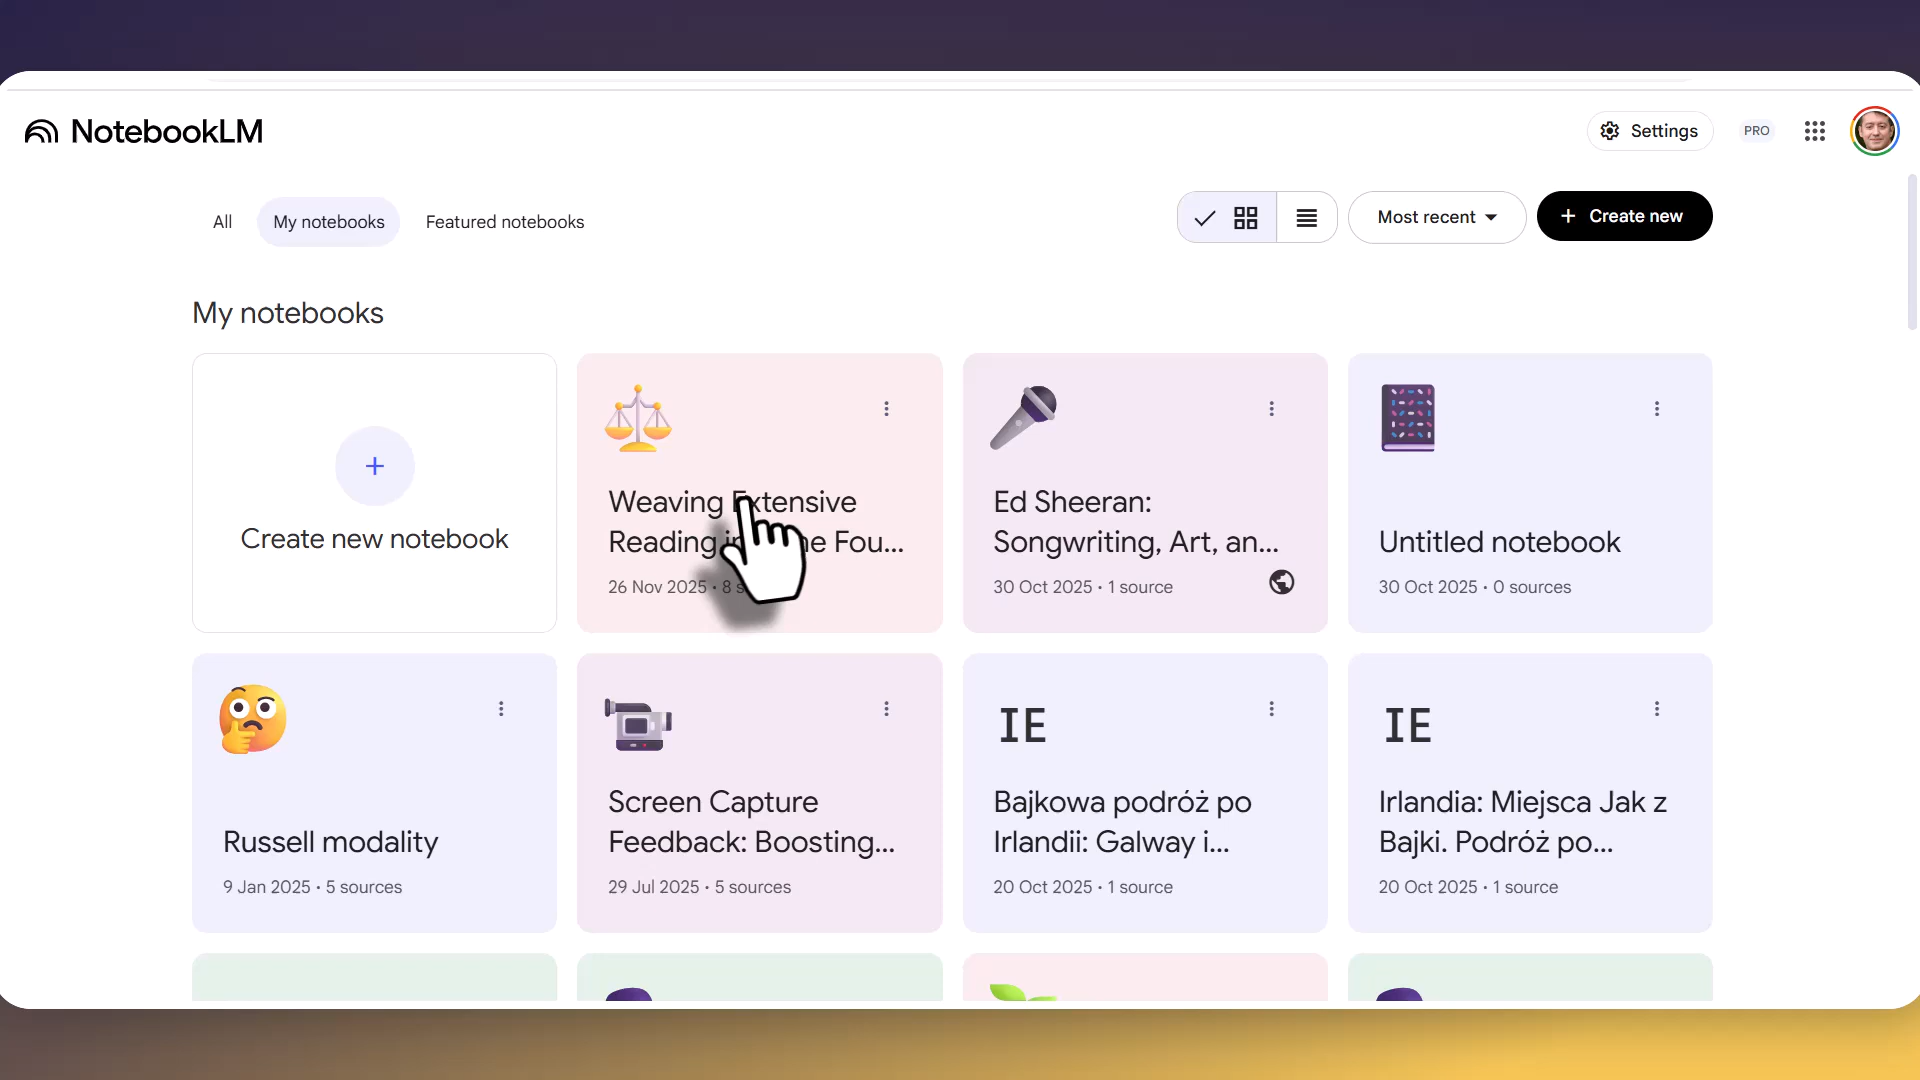 NotebookLM
Settings
PRO
All
My notebooks
Featured notebooks
Most recent
Create new
My notebooks
Create new notebook
Weaving Extensive
Reading in the Fou...
26 Nov 2025 • 8
Ed Sheeran:
Songwriting, Art, an...
30 Oct 2025 • 1 source
Untitled notebook
30 Oct 2025 • 0 sources
Russell modality
9 Jan 2025 • 5 sources
Screen Capture
Feedback: Boosting...
29 Jul 2025 • 5 sources
IE
Bajkowa podróż po
Irlandii: Galway i...
20 Oct 2025 • 1 source
IE
Irlandia: Miejsca Jak z
Bajki. Podróż po...
20 Oct 2025 • 1 source